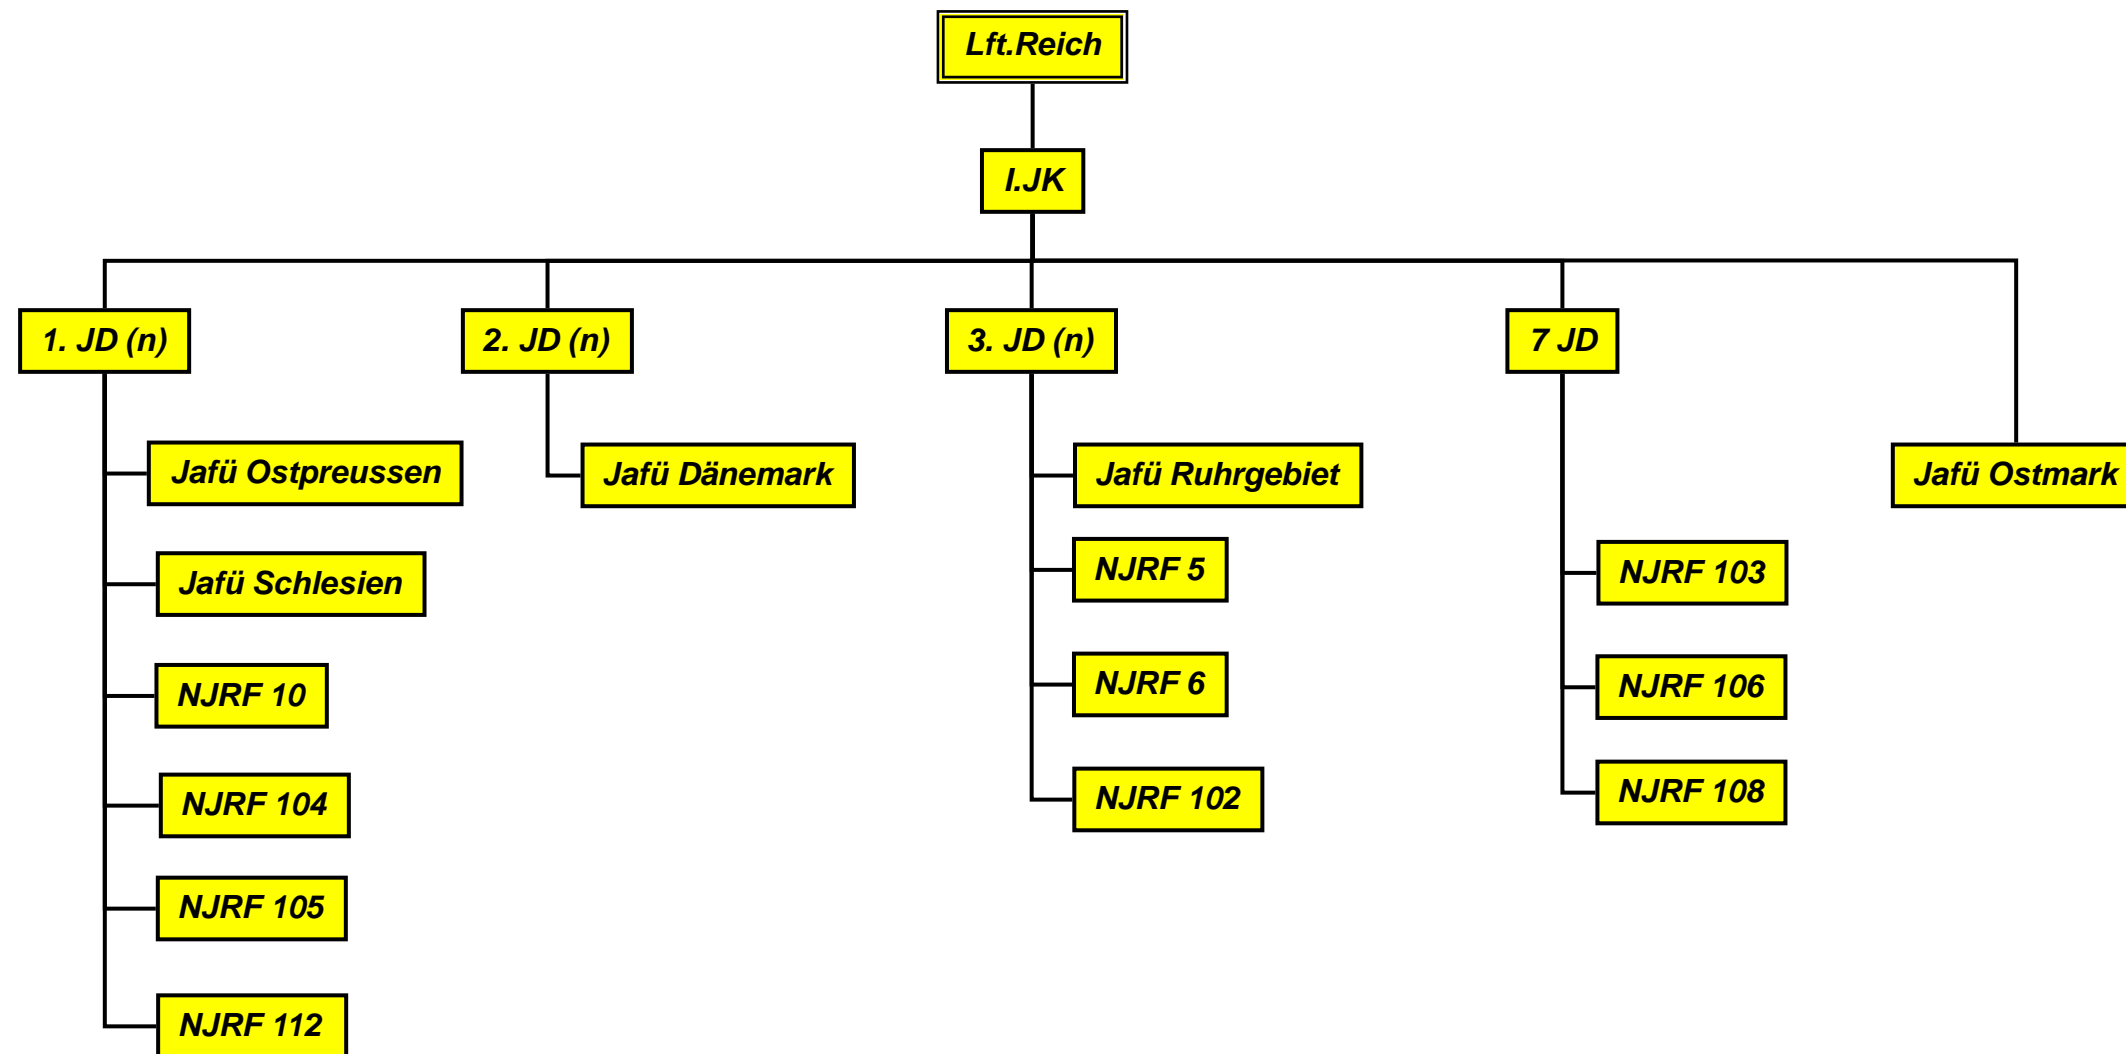 Lft.Reich
I.JK
1. JD (n)
2. JD (n)
3. JD (n)
7 JD
Jafü Ostpreussen
Jafü Dänemark
Jafü Ruhrgebiet
Jafü Ostmark
NJRF 5
NJRF 103
Jafü Schlesien
NJRF 6
NJRF 106
NJRF 10
NJRF 108
NJRF 102
NJRF 104
NJRF 105
NJRF 112